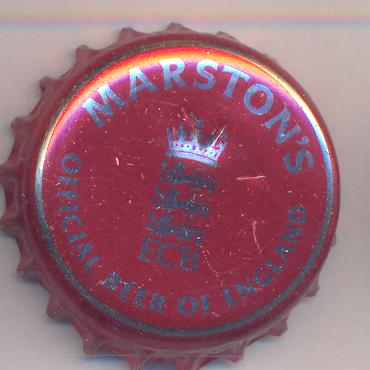 MARSTON'S
ECB
OFFICIAL BEER OF ENGLAND